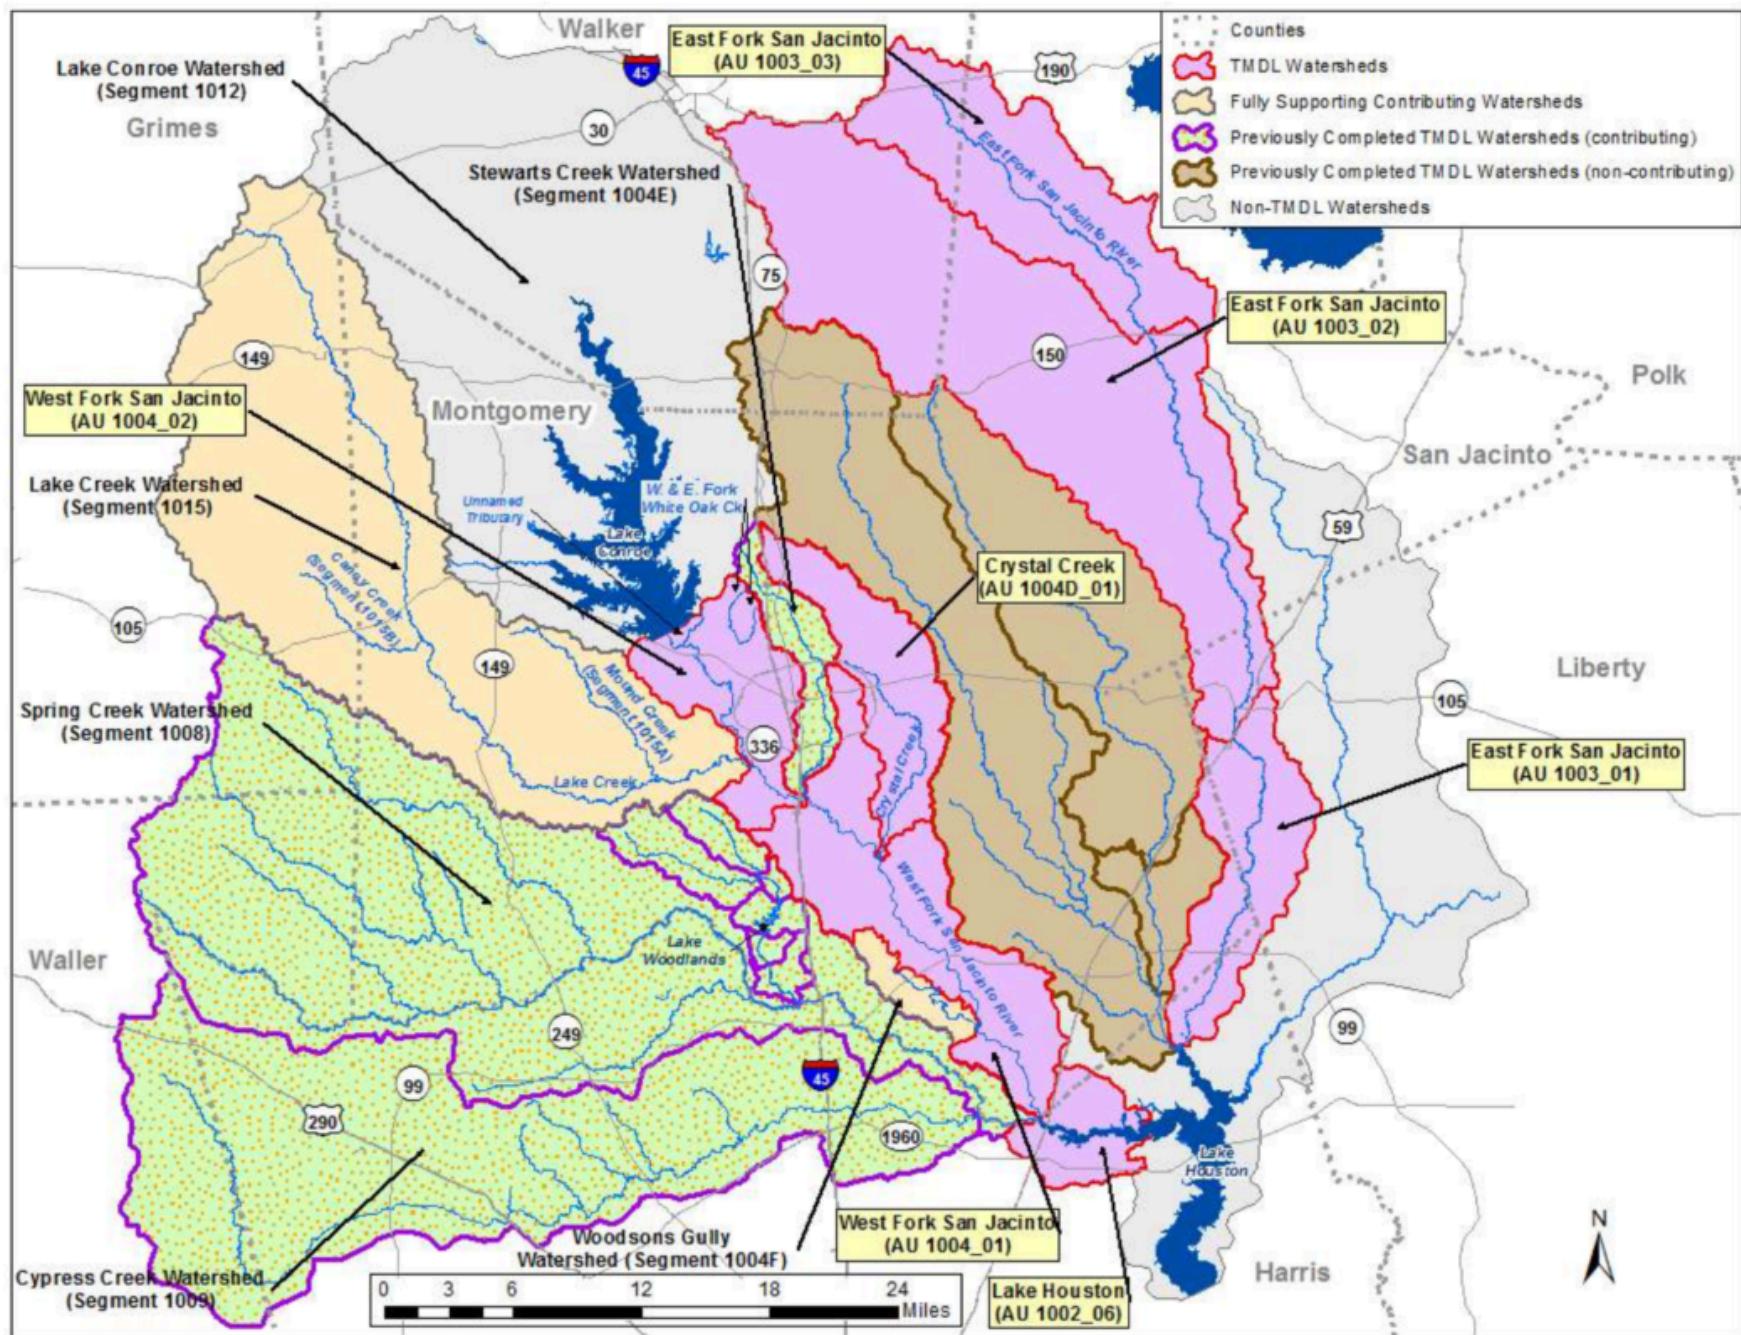 Walker
Lake Conroe Watershed
(Segment 1012)
Grimes
45
30
East Fork San Jacinto
(AU 1003_03)
190
Counties
TMDL Watersheds
Fully Supporting Contributing Watersheds
Previously Completed TMDL Watersheds (contributing)
Previously Completed TMDL Watersheds (non-contributing)
Non-TMDL Watersheds
Stewarts Creek Watershed
(Segment 1004E)
East Fork San Jacinto River
75
East Fork San Jacinto
(AU 1003_02)
149
150
Polk
West Fork San Jacinto
(AU 1004_02)
Montgomery
San Jacinto
Lake Creek Watershed
(Segment 1015)
Unnamed
Tributary
W. & E. Fork
White Oak Ck
Lake
Conroe
59
Caney Creek
(Segment 1015B)
Crystal Creek
(AU 1004D_01)
105
149
Mound Creek
(Segment 1015A)
Liberty
105
Spring Creek Watershed
(Segment 1008)
336
Crystal Creek
East Fork San Jacinto
(AU 1003_01)
Lake Creek
West Fork San Jacinto River
Waller
Lake
Woodlands
249
99
99
45
290
1960
Lake
Houston
Woodsons Gully
Watershed (Segment 1004F)
West Fork San Jacinto
(AU 1004_01)
N
Cypress Creek Watershed
(Segment 1009)
Harris
0 3 6 12 18 24
Miles
Lake Houston
(AU 1002_06)